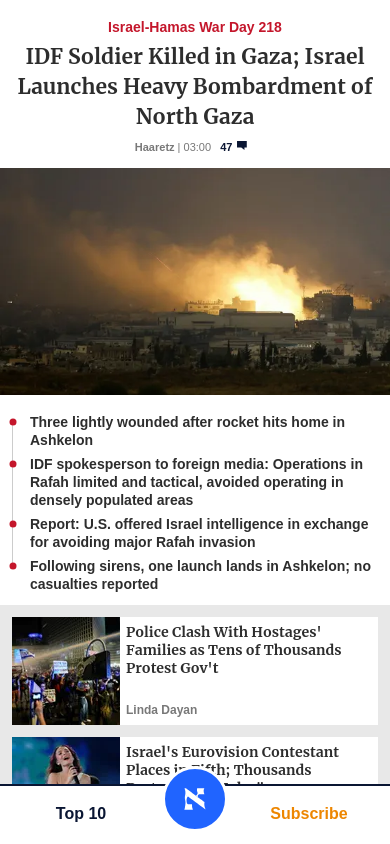 Israel-Hamas War Day 218
IDF Soldier Killed in Gaza; Israel
Launches Heavy Bombardment of
North Gaza
Haaretz | 03:00 47
Three lightly wounded after rocket hits home in
Ashkelon
IDF spokesperson to foreign media: Operations in
Rafah limited and tactical, avoided operating in
densely populated areas
Report: U.S. offered Israel intelligence in exchange
for avoiding major Rafah invasion
Following sirens, one launch lands in Ashkelon; no
casualties reported
Police Clash With Hostages'
Families as Tens of Thousands
Protest Gov't
Linda Dayan
Israel's Eurovision Contestant
Places in Fifth; Thousands
Top 10
Subscribe